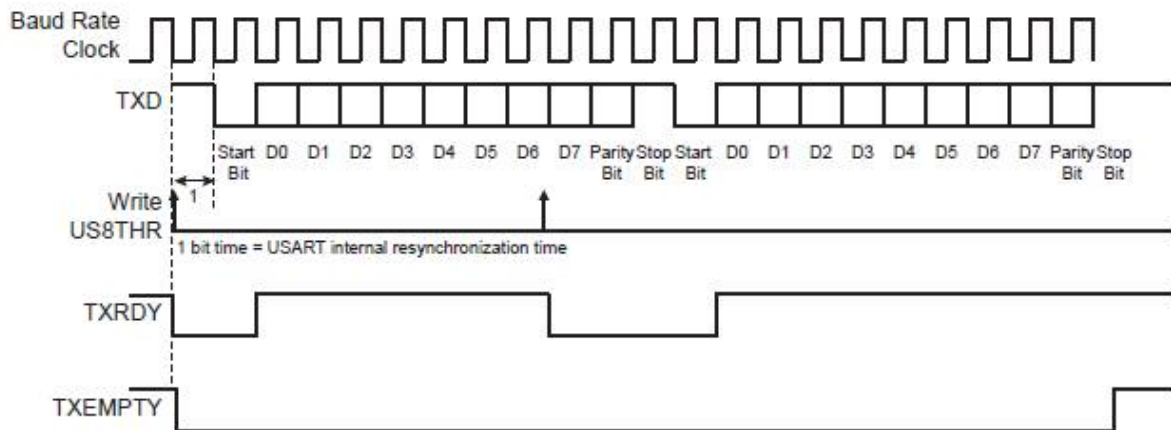 Baud Rate
Clock
TXD
Start D0 D1 D2 D3 D4 D5 D6 D7 Parity Stop Start D0 D1 D2 D3 D4 D5 D6 D7 Parity Stop
Bit Bit Bit Bit Bit Bit
1
Write
US8THR
1 bit time = USART internal resynchronization time
TXRDY
TXEMPTY